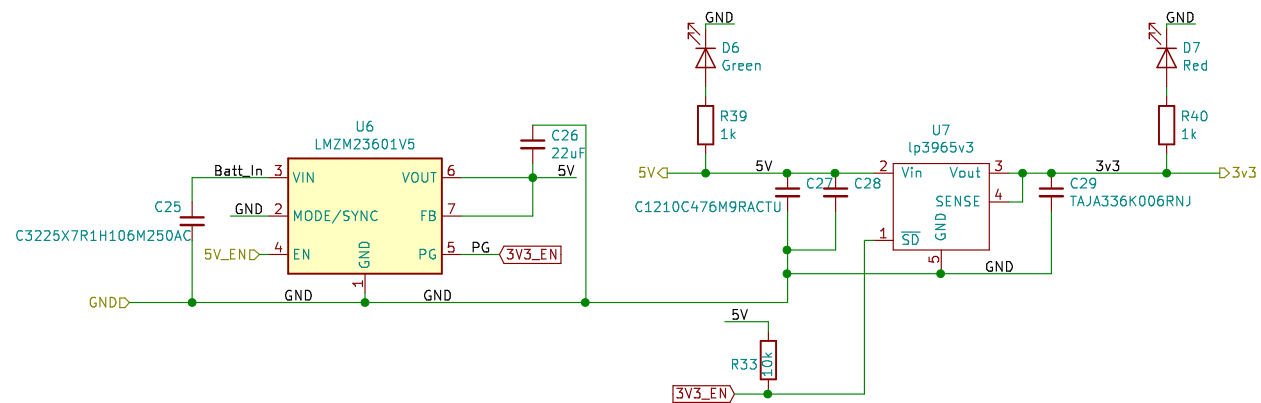 GND
D6
Green
R39
1k
GND
D7
Red
R40
1k
U6
LMZM23601V5
Batt_In
3
VIN
2
MODE/SYNC
4
EN
VOUT
6
FB
7
PG
5
GND
1
GND
5V_EN
C25
C3225X7R1H106M250AC
C26
22uF
5V
PG
3V3_EN
GND
GND
GND
5V
5V
C27
C28
C1210C476M9RACTU
U7
lp3965v3
2
Vin
Vout
3
SENSE
4
1
SD
GND
5
3v3
3v3
C29
TAJA336K006RNJ
GND
5V
R33
10k
3V3_EN